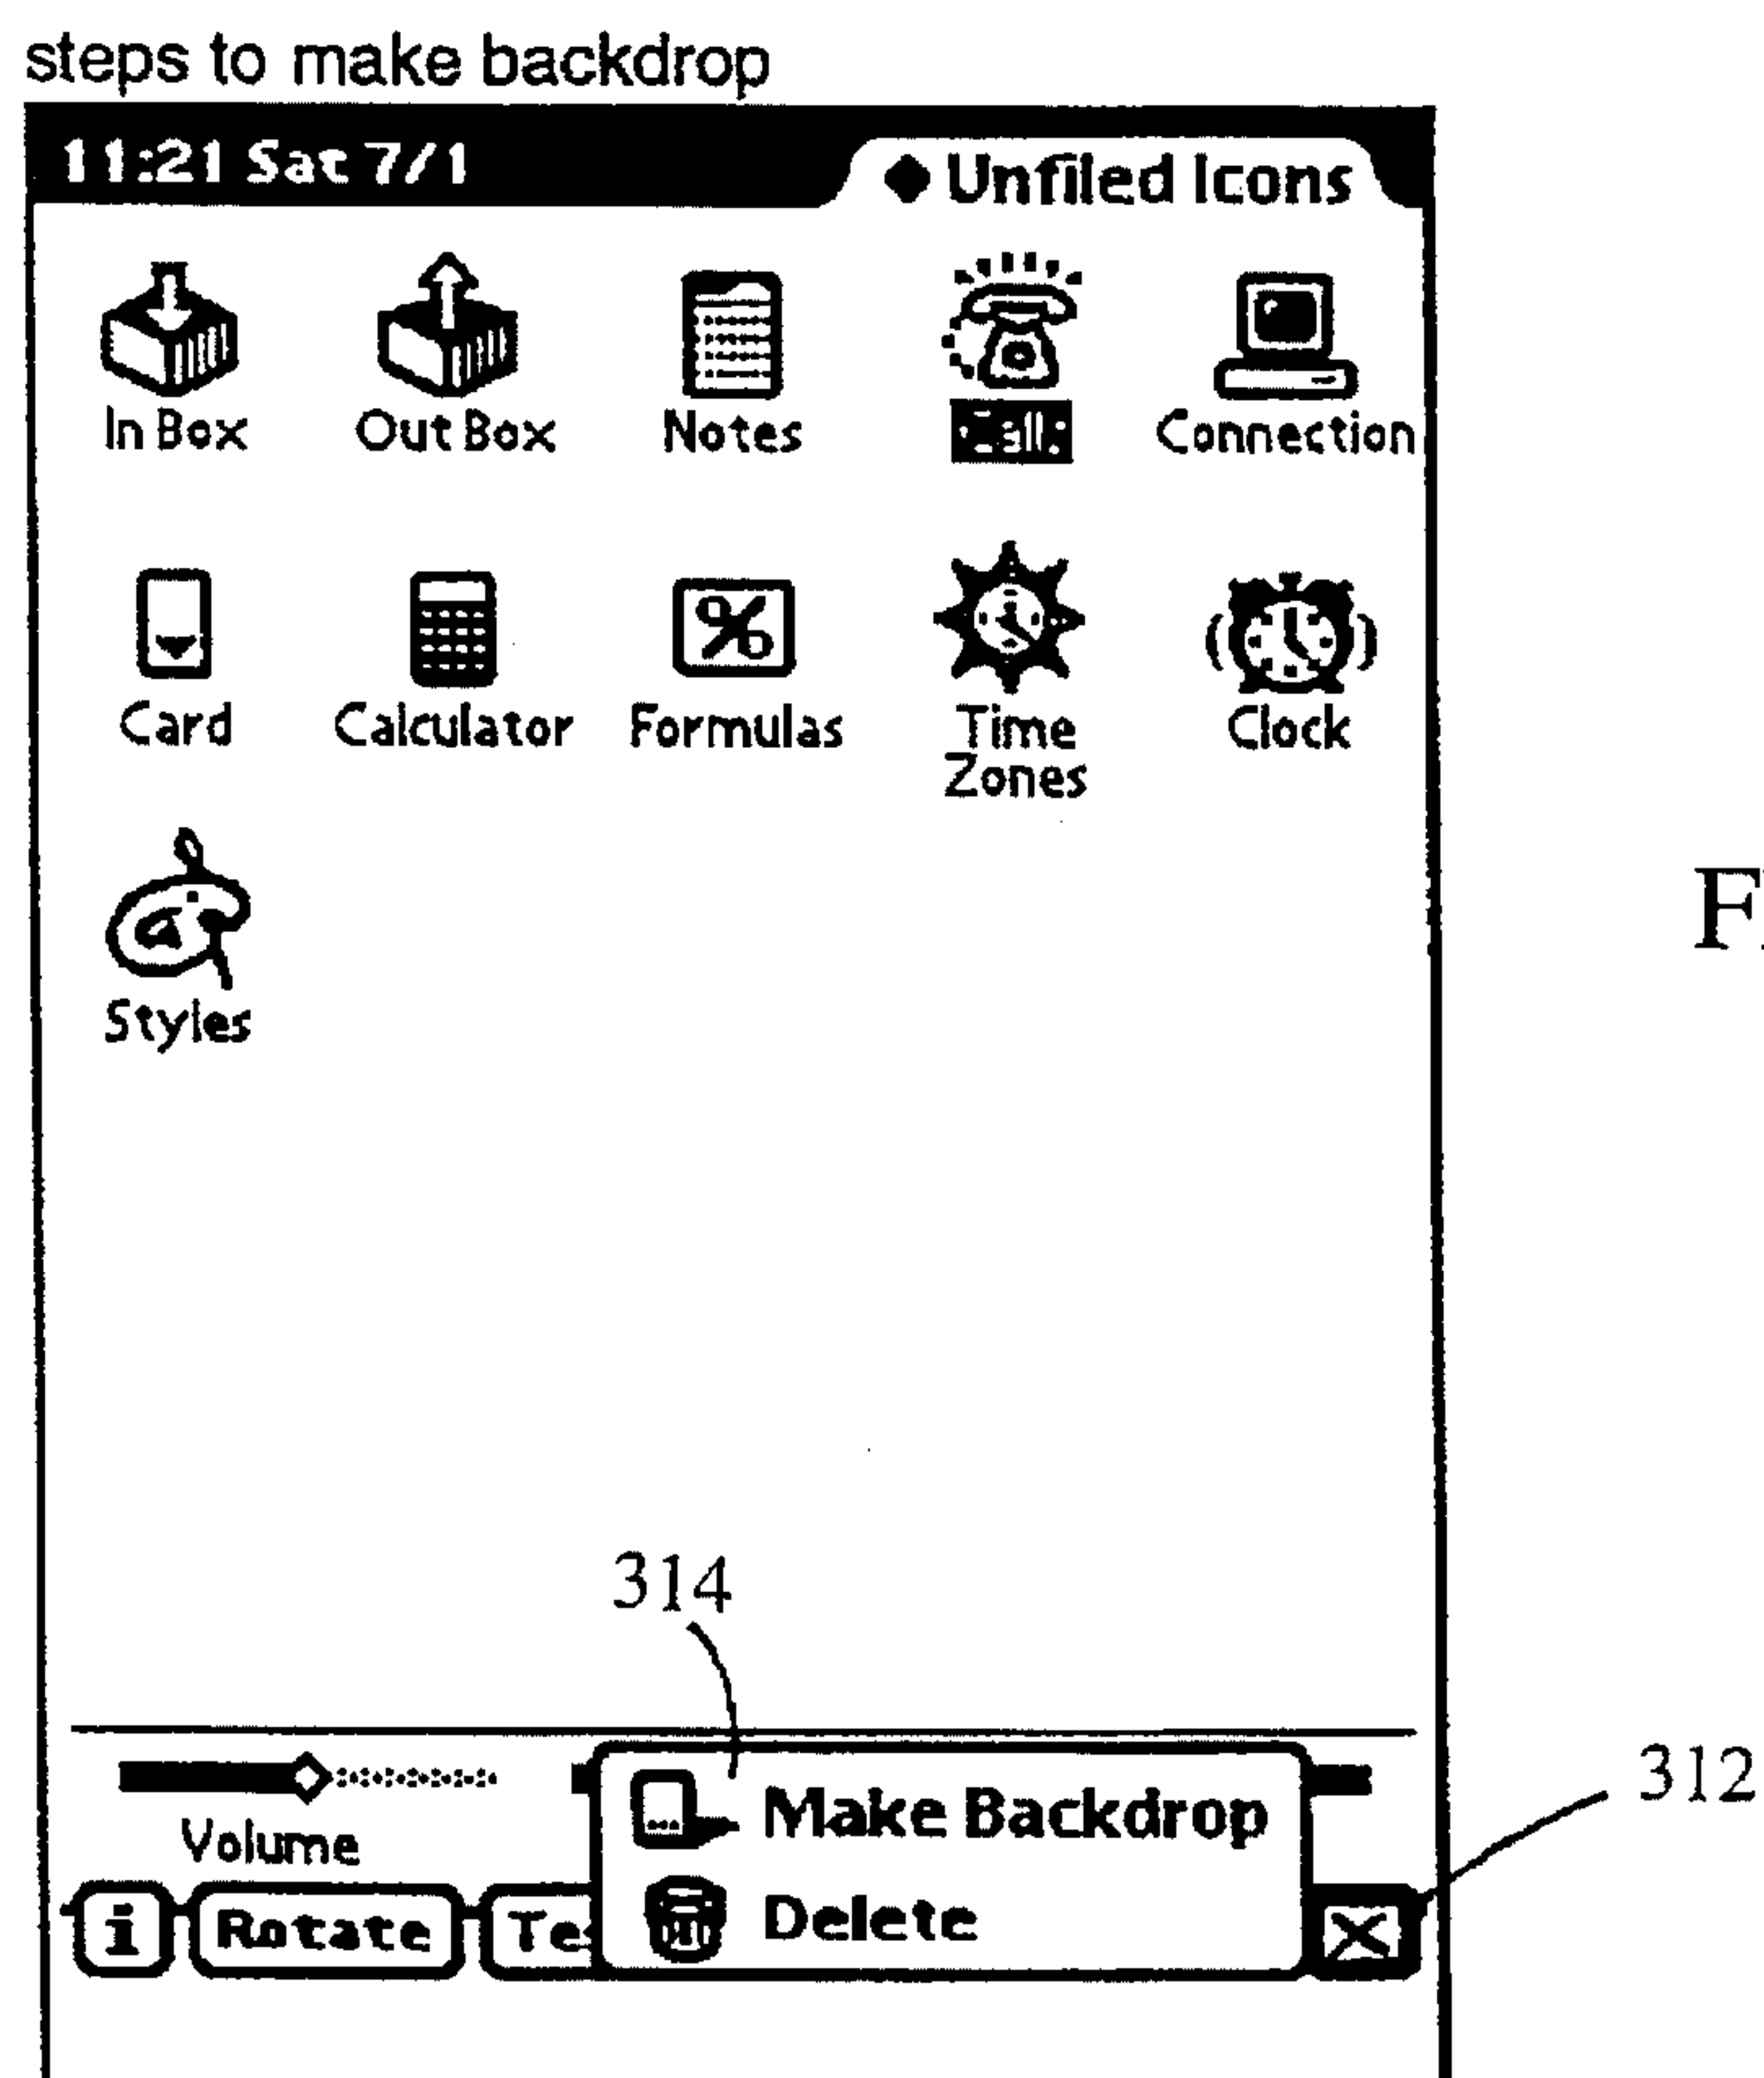 steps to make backdrop
11:21 Sat 7/1
◆ Unfiled Icons
In Box Out Box Notes Connection
Card Calculator Formulas Time Zones Clock
Styles
314
312
Make Backdrop
Volume
Delete
i Rotate Te X